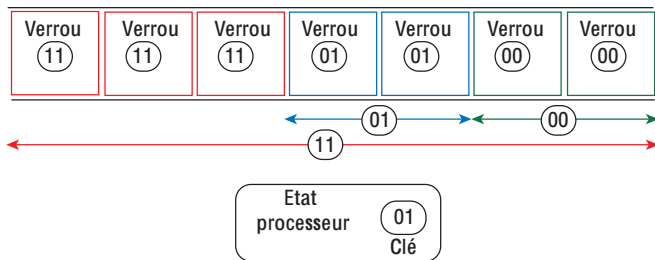 Verrou Verrou Verrou Verrou Verrou Verrou Verrou
11 11 11 01 01 00 00
01 00
11
Etat
processeur 01
Clé